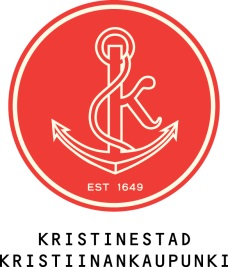 K
EST 1649
KRISTINESTAD
KRISTIINANKAUPUNKI